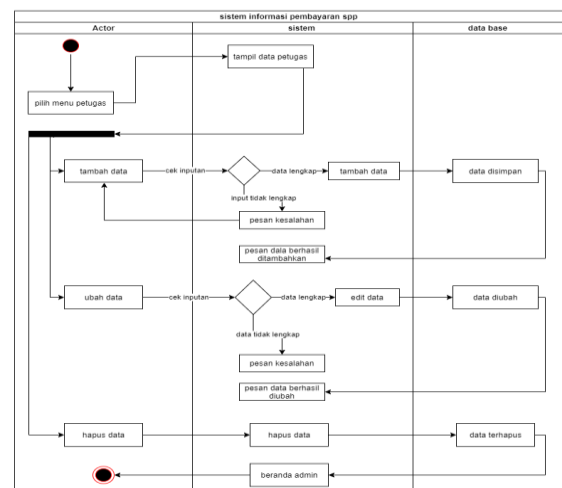 sistem informasi pembayaran spp
Actor
sistem
data base
tampil data petugas
pilih menu petugas
tambah data
cek inputan
data lengkap
tambah data
data disimpan
input tidak lengkap
pesan kesalahan
pesan dala berhasil
ditambahkan
ubah data
cek inputan
data lengkap
edit data
data diubah
data tidak lengkap
pesan kesalahan
pesan data berhasil
diubah
hapus data
hapus data
data terhapus
beranda admin